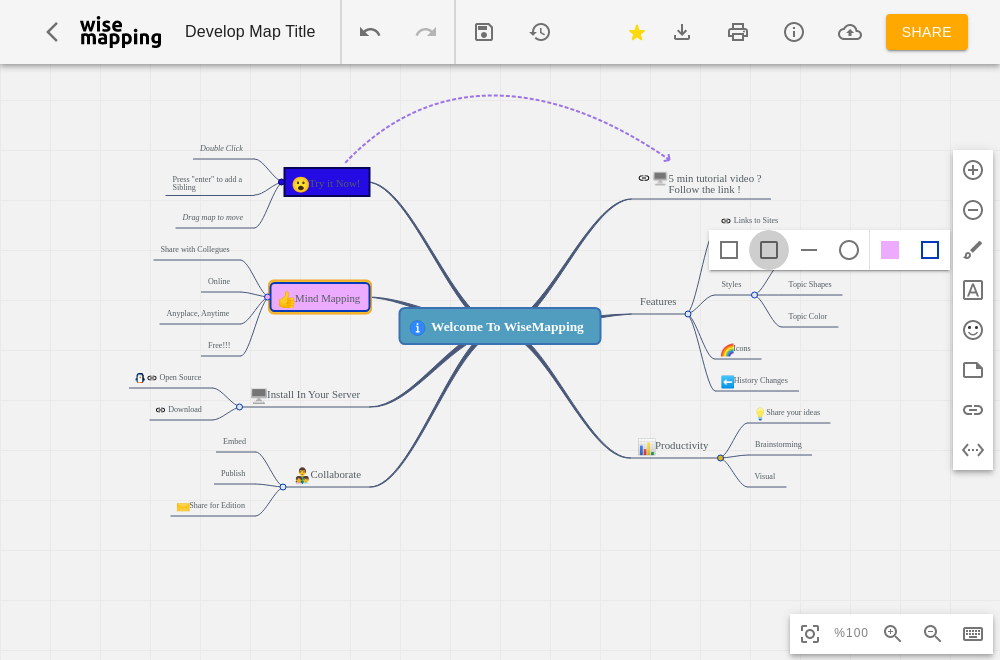 wise
mapping
Develop Map Title
SHARE
Double Click
Press "enter" to add a
Sibling
Drag map to move
Try it Now!
5 min tutorial video ?
Follow the link !
Links to Sites
Share with Collegues
Online
Anyplace, Anytime
Free!!!
Mind Mapping
Styles
Topic Shapes
Topic Color
Features
Welcome To WiseMapping
Icons
History Changes
Open Source
Download
Install In Your Server
Share your ideas
Brainstorming
Visual
Productivity
Embed
Publish
Share for Edition
Collaborate
%100